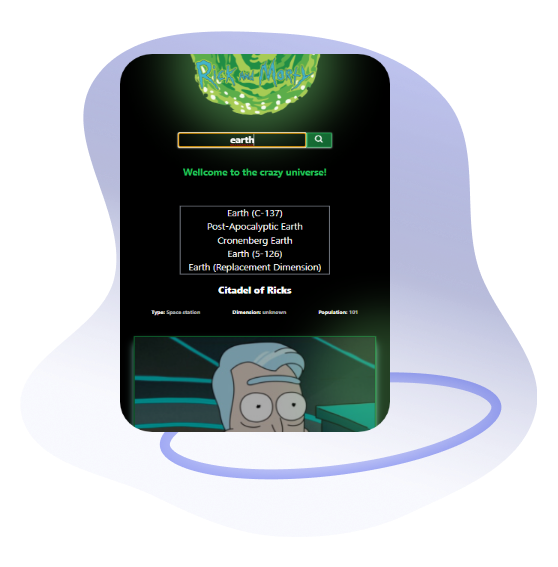 Rick and Morty
earth
Wellcome to the crazy universe!
Earth (C-137)
Post-Apocalyptic Earth
Cronenberg Earth
Earth (5-126)
Earth (Replacement Dimension)
Citadel of Ricks
Type: Space station Dimension: unknown Population: 101